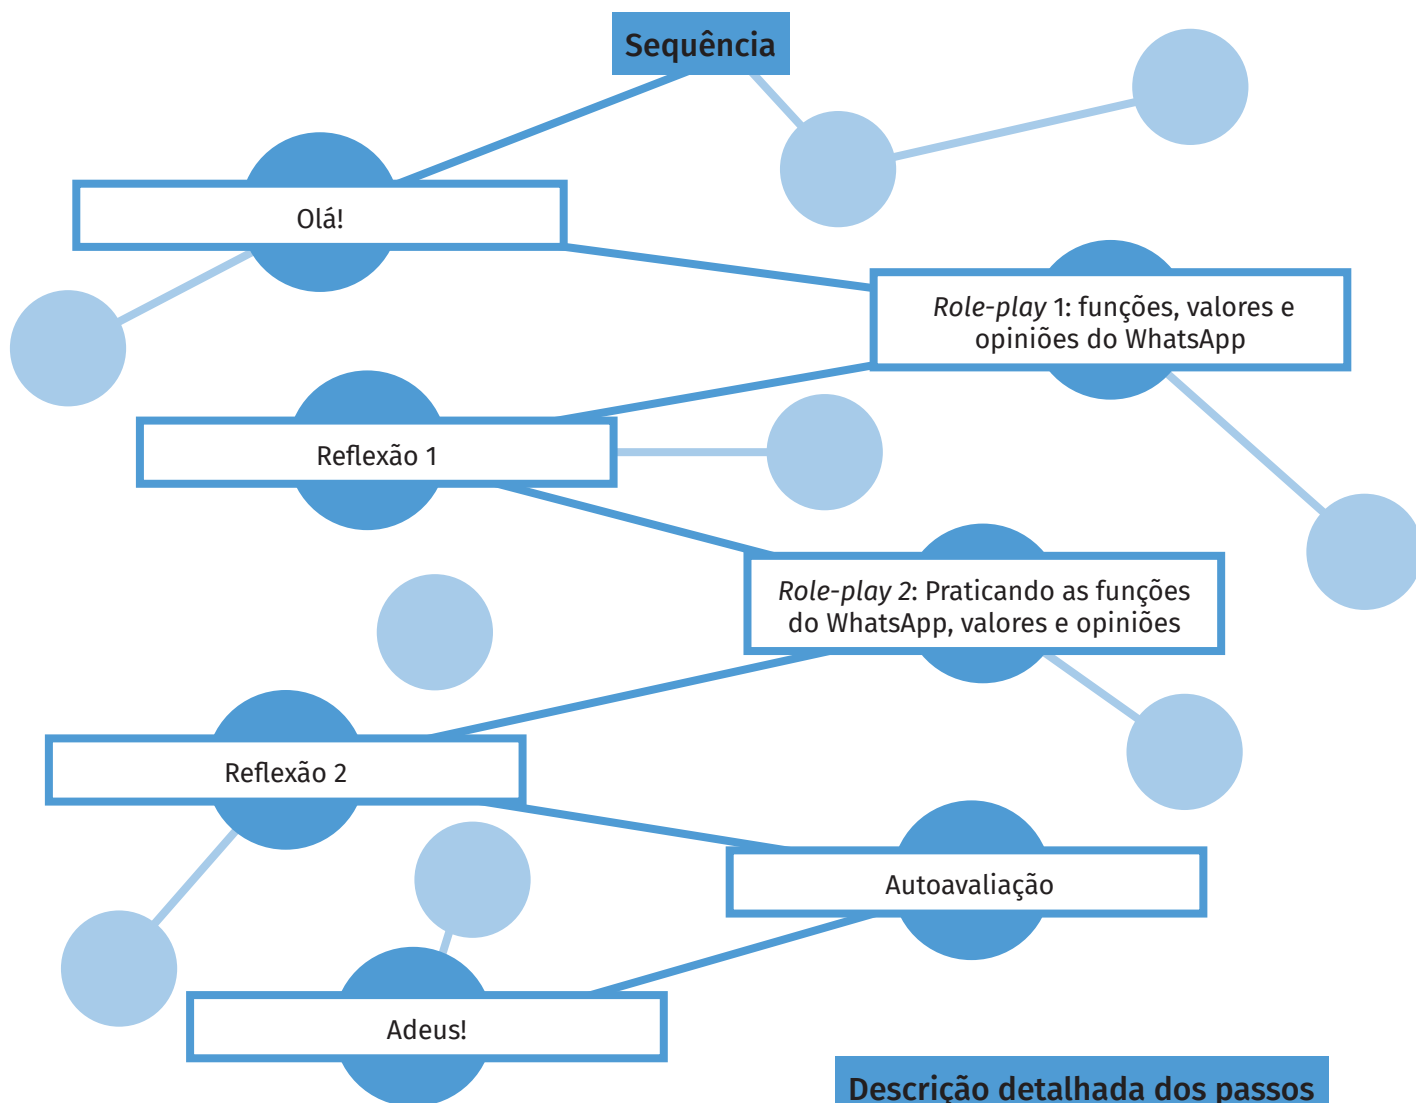 Sequência
Olá!
Role-play 1: funções, valores e
opiniões do WhatsApp
Reflexão 1
Role-play 2: Praticando as funções
do WhatsApp, valores e opiniões
Reflexão 2
Autoavaliação
Adeus!
Descrição detalhada dos passos